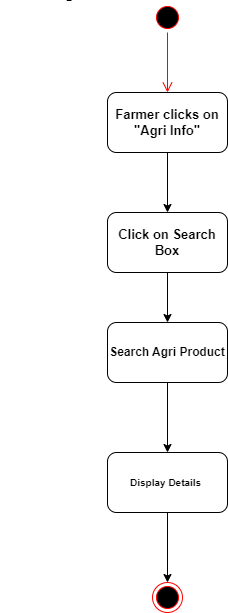 Farmer clicks on
"Agri Info"
Click on Search
Box
Search Agri Product
Display Details